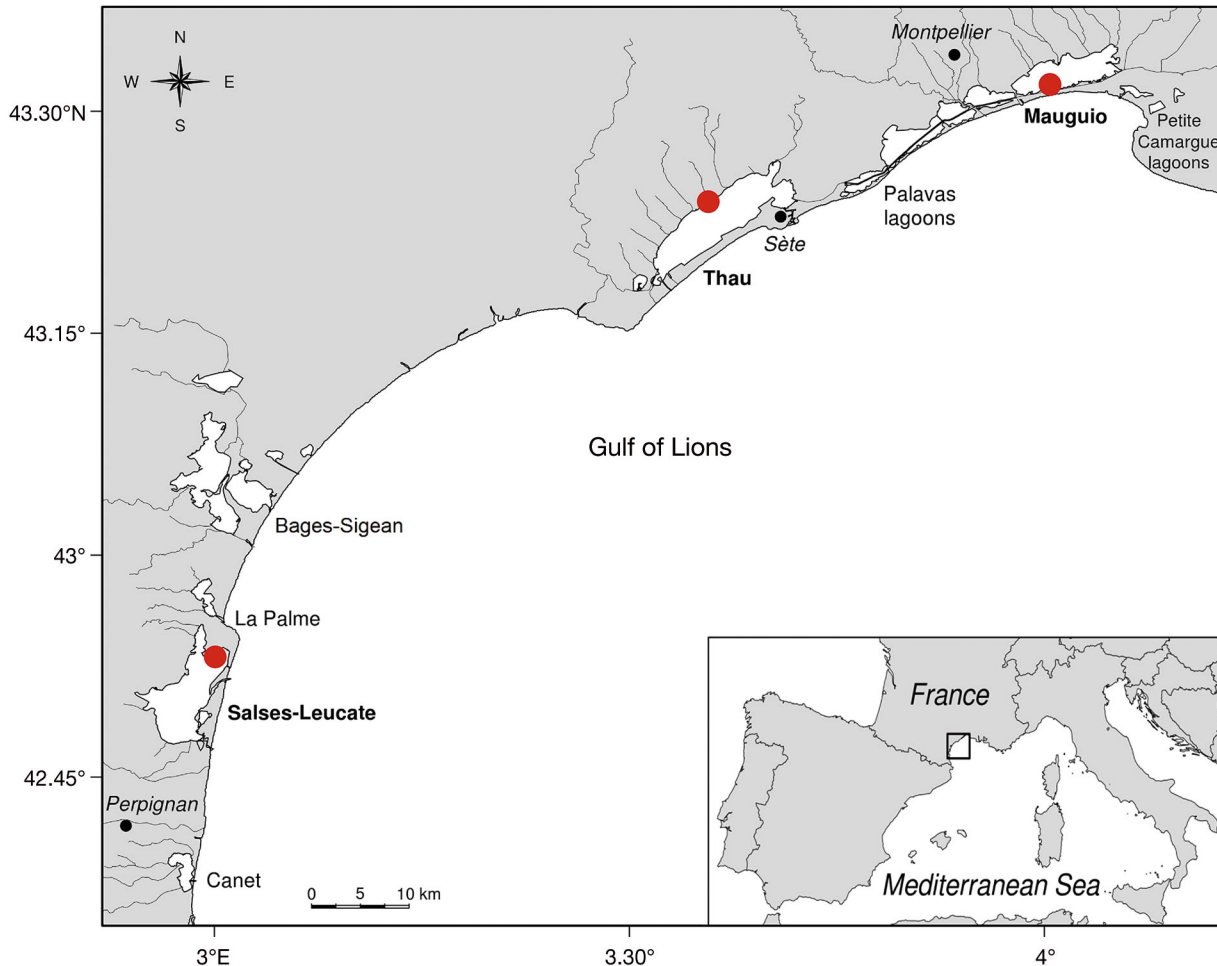 N
W E
S
Montpellier
43.30°N
Mauguio
Petite
Camargue
lagoons
Palavas
lagoons
Sète
Thau
43.15°
Gulf of Lions
Bages-Sigean
43°
La Palme
Salses-Leucate
France
42.45°
Perpignan
Canet
0 5 10 km
Mediterranean Sea
3°E 3.30° 4°